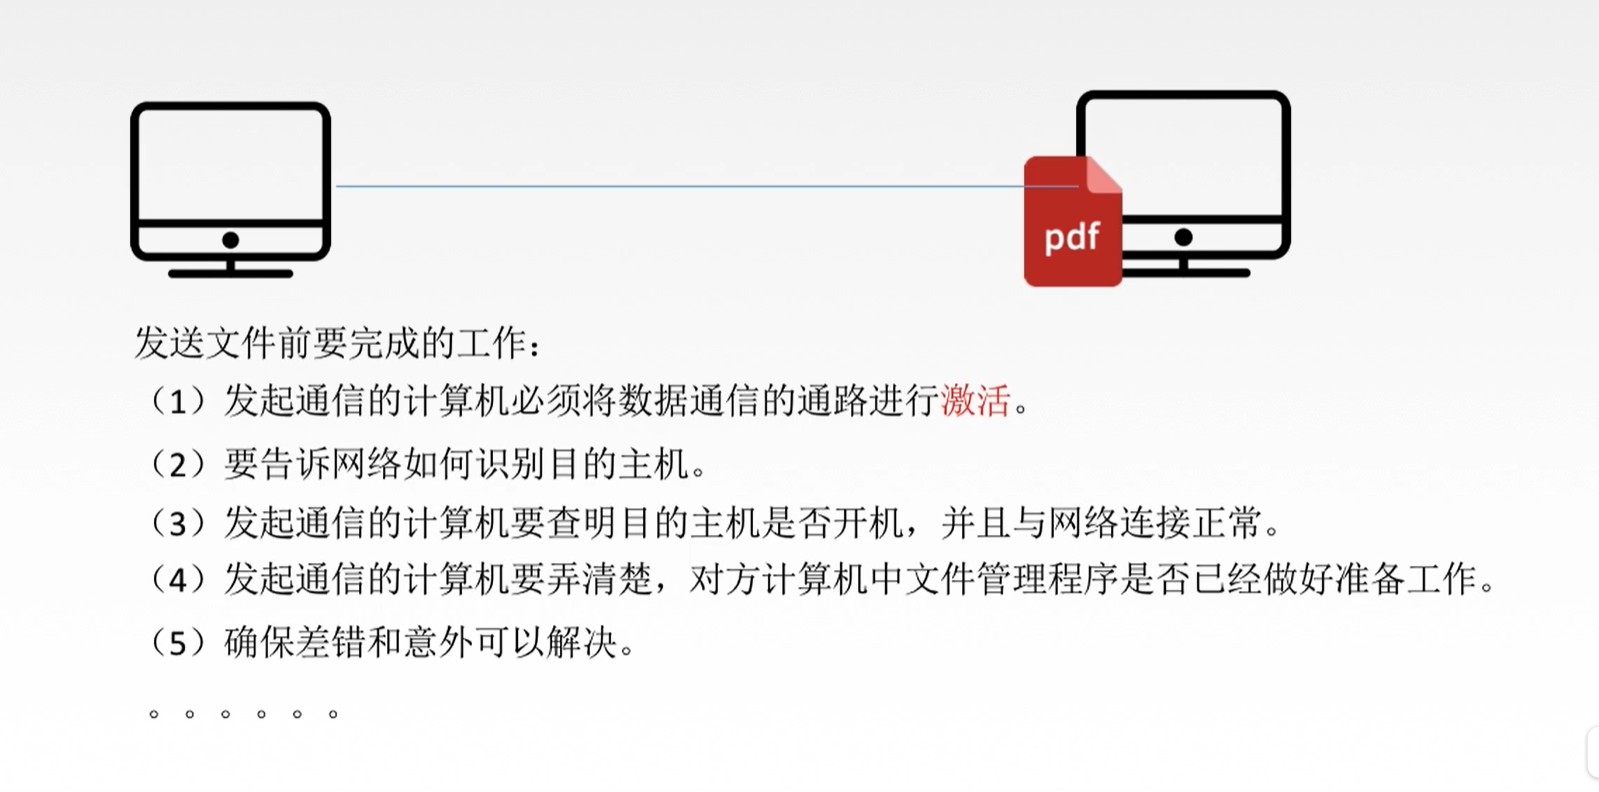 pdf
发送文件前要完成的工作：
（1）发起通信的计算机必须将数据通信的通路进行激活。
（2）要告诉网络如何识别目的主机。
（3）发起通信的计算机要查明目的主机是否开机，并且与网络连接正常。
（4）发起通信的计算机要弄清楚，对方计算机中文件管理程序是否已经做好准备工作。
（5）确保差错和意外可以解决。
。。。。。。